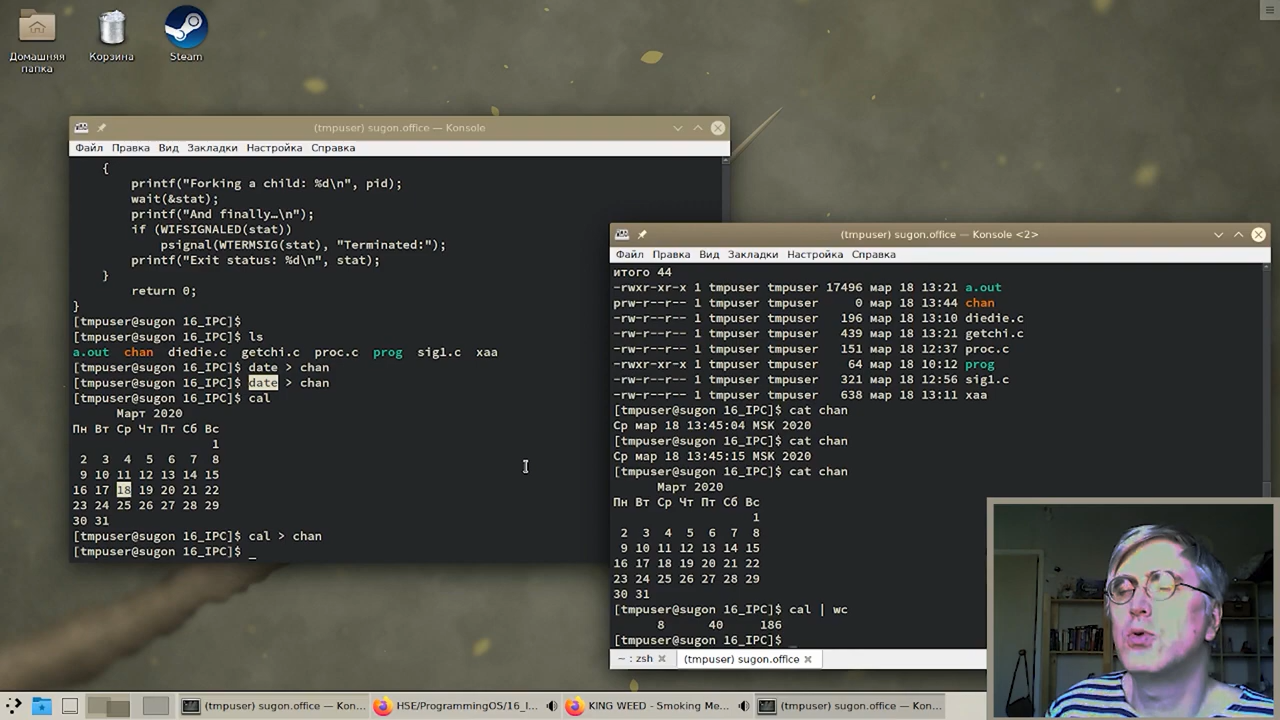 Домашняя папка
Корзина
Steam
(tmpuser) sugon.office — Konsole
Файл Правка Вид Закладки Настройка Справка
{
printf("Forking a child: %d\n", pid);
wait(&stat);
printf("And finally…\n");
if (WIFSIGNALED(stat))
psignal(WTERMSIG(stat), "Terminated:");
printf("Exit status: %d\n", stat);
}
return 0;
}
[tmpuser@sugon 16_IPC]$
[tmpuser@sugon 16_IPC]$ ls
a.out chan diedie.c getchi.c proc.c prog sig1.c xaa
[tmpuser@sugon 16_IPC]$ date > chan
[tmpuser@sugon 16_IPC]$ date > chan
[tmpuser@sugon 16_IPC]$ cal
Март 2020
Пн Вт Ср Чт Пт Сб Вс
1
2 3 4 5 6 7 8
9 10 11 12 13 14 15
16 17 18 19 20 21 22
23 24 25 26 27 28 29
30 31
[tmpuser@sugon 16_IPC]$ cal > chan
[tmpuser@sugon 16_IPC]$ _
(tmpuser) sugon.office — Konsole <2>
Файл Правка Вид Закладки Настройка Справка
итого 44
-rwxr-xr-x 1 tmpuser tmpuser 17496 мар 18 13:21 a.out
prw-r--r-- 1 tmpuser tmpuser 0 мар 18 13:44 chan
-rw-r--r-- 1 tmpuser tmpuser 196 мар 18 13:10 diedie.c
-rw-r--r-- 1 tmpuser tmpuser 439 мар 18 13:21 getchi.c
-rw-r--r-- 1 tmpuser tmpuser 151 мар 18 12:37 proc.c
-rwxr-xr-x 1 tmpuser tmpuser 64 мар 18 10:12 prog
-rw-r--r-- 1 tmpuser tmpuser 321 мар 18 12:56 sig1.c
-rw-r--r-- 1 tmpuser tmpuser 638 мар 18 13:11 xaa
[tmpuser@sugon 16_IPC]$ cat chan
Ср мар 18 13:45:04 MSK 2020
[tmpuser@sugon 16_IPC]$ cat chan
Ср мар 18 13:45:15 MSK 2020
[tmpuser@sugon 16_IPC]$ cat chan
Март 2020
Пн Вт Ср Чт Пт Сб Вс
1
2 3 4 5 6 7 8
9 10 11 12 13 14 15
16 17 18 19 20 21 22
23 24 25 26 27 28 29
30 31
[tmpuser@sugon 16_IPC]$ cal | wc
8 40 186
[tmpuser@sugon 16_IPC]$ _
~ : zsh (tmpuser) sugon.office
(tmpuser) sugon.office — Kon... HSE/ProgrammingOS/16_I... KING WEED - Smoking Me... (tmpuser) sugon.office — Kon...